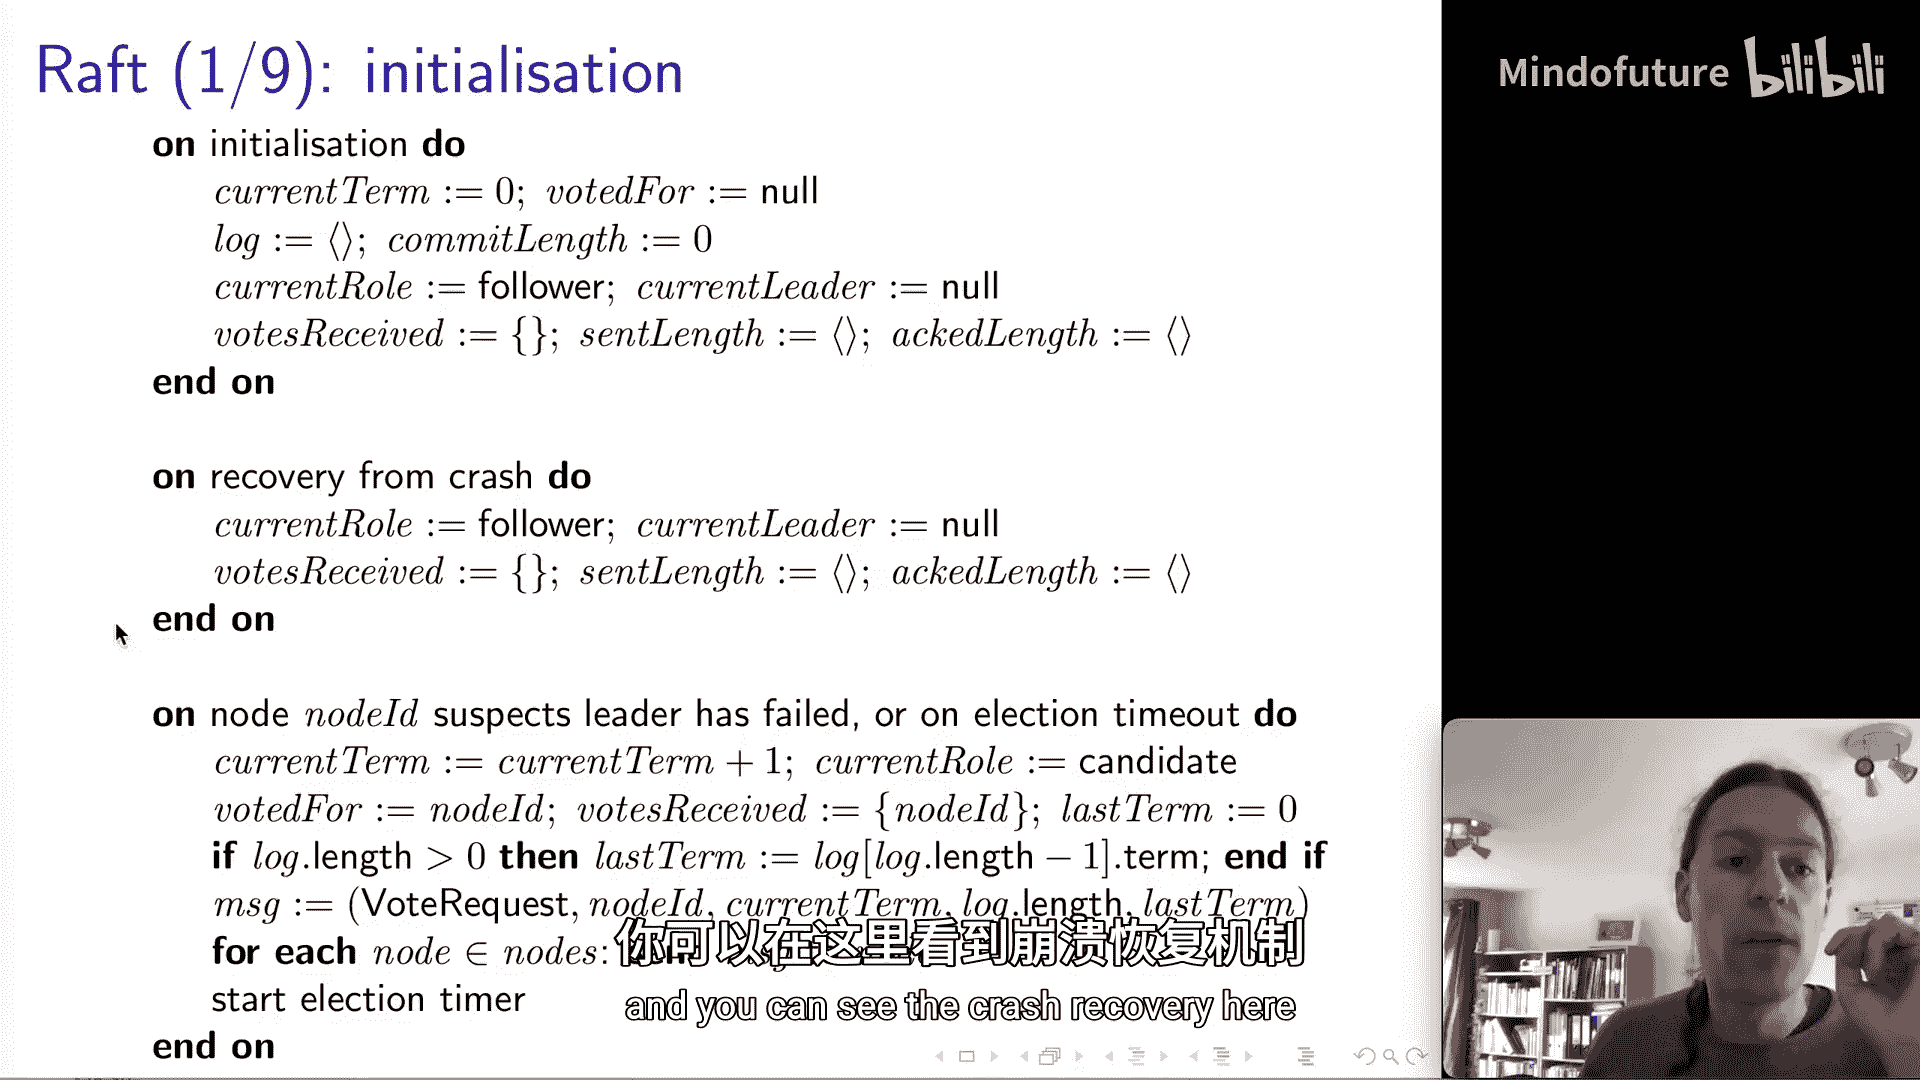 Raft (1/9): initialisation
Mindofuture bilibili
on initialisation do
currentTerm := 0; votedFor := null
log := ⟨⟩; commitLength := 0
currentRole := follower; currentLeader := null
votesReceived := {}; sentLength := ⟨⟩; ackedLength := ⟨⟩
end on
on recovery from crash do
currentRole := follower; currentLeader := null
votesReceived := {}; sentLength := ⟨⟩; ackedLength := ⟨⟩
end on
on node nodeId suspects leader has failed, or on election timeout do
currentTerm := currentTerm + 1; currentRole := candidate
votedFor := nodeId; votesReceived := {nodeId}; lastTerm := 0
if log.length > 0 then lastTerm := log[log.length − 1].term; end if
msg := (VoteRequest, nodeId, currentTerm, log.length, lastTerm)
for each node ∈ nodes:
你可以在这里看到崩溃恢复机制
start election timer
and you can see the crash recovery here
end on